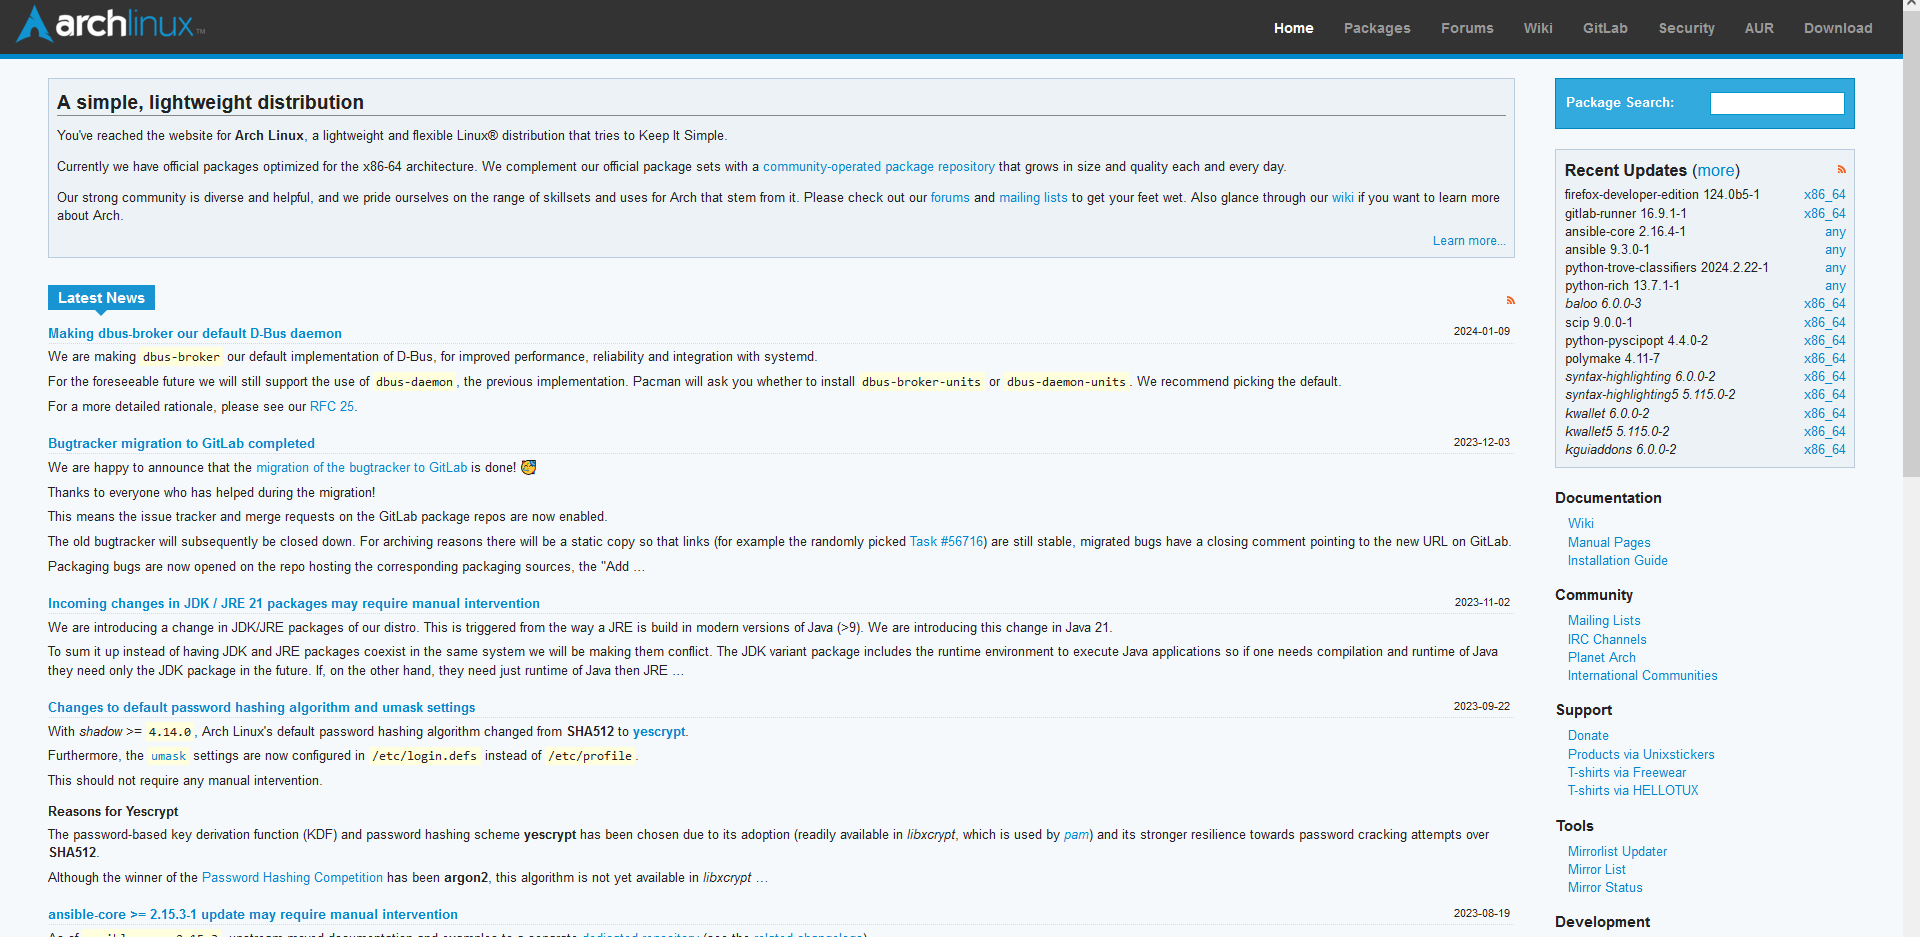 archlinux™
Home Packages Forums Wiki GitLab Security AUR Download
A simple, lightweight distribution
You've reached the website for Arch Linux, a lightweight and flexible Linux® distribution that tries to Keep It Simple.
Currently we have official packages optimized for the x86-64 architecture. We complement our official package sets with a community-operated package repository that grows in size and quality each and every day.
Our strong community is diverse and helpful, and we pride ourselves on the range of skillsets and uses for Arch that stem from it. Please check out our forums and mailing lists to get your feet wet. Also glance through our wiki if you want to learn more
about Arch.
Learn more...
Latest News
Making dbus-broker our default D-Bus daemon 2024-01-09
We are making dbus-broker our default implementation of D-Bus, for improved performance, reliability and integration with systemd.
For the foreseeable future we will still support the use of dbus-daemon, the previous implementation. Pacman will ask you whether to install dbus-broker-units or dbus-daemon-units. We recommend picking the default.
For a more detailed rationale, please see our RFC 25.
Bugtracker migration to GitLab completed 2023-12-03
We are happy to announce that the migration of the bugtracker to GitLab is done! 🥳
Thanks to everyone who has helped during the migration!
This means the issue tracker and merge requests on the GitLab package repos are now enabled.
The old bugtracker will subsequently be closed down. For archiving reasons there will be a static copy so that links (for example the randomly picked Task #56716) are still stable, migrated bugs have a closing comment pointing to the new URL on GitLab.
Packaging bugs are now opened on the repo hosting the corresponding packaging sources, the "Add …
Incoming changes in JDK / JRE 21 packages may require manual intervention 2023-11-02
We are introducing a change in JDK/JRE packages of our distro. This is triggered from the way a JRE is build in modern versions of Java (>9). We are introducing this change in Java 21.
To sum it up instead of having JDK and JRE packages coexist in the same system we will be making them conflict. The JDK variant package includes the runtime environment to execute Java applications so if one needs compilation and runtime of Java
they need only the JDK package in the future. If, on the other hand, they need just runtime of Java then JRE …
Changes to default password hashing algorithm and umask settings 2023-09-22
With shadow >= 4.14.0, Arch Linux's default password hashing algorithm changed from SHA512 to yescrypt.
Furthermore, the umask settings are now configured in /etc/login.defs instead of /etc/profile.
This should not require any manual intervention.
Reasons for Yescrypt
The password-based key derivation function (KDF) and password hashing scheme yescrypt has been chosen due to its adoption (readily available in libxcrypt, which is used by pam) and its stronger resilience towards password cracking attempts over
SHA512.
Although the winner of the Password Hashing Competition has been argon2, this algorithm is not yet available in libxcrypt …
ansible-core >= 2.15.3-1 update may require manual intervention 2023-08-19
Package Search:
Recent Updates (more)
firefox-developer-edition 124.0b5-1 x86_64
gitlab-runner 16.9.1-1 x86_64
ansible-core 2.16.4-1 any
ansible 9.3.0-1 any
python-trove-classifiers 2024.2.22-1 any
python-rich 13.7.1-1 any
baloo 6.0.0-3 x86_64
scip 9.0.0-1 x86_64
python-pyscipopt 4.4.0-2 x86_64
polymake 4.11-7 x86_64
syntax-highlighting 6.0.0-2 x86_64
syntax-highlighting5 5.115.0-2 x86_64
kwallet 6.0.0-2 x86_64
kwallet5 5.115.0-2 x86_64
kguiaddons 6.0.0-2 x86_64
Documentation
Wiki
Manual Pages
Installation Guide
Community
Mailing Lists
IRC Channels
Planet Arch
International Communities
Support
Donate
Products via Unixstickers
T-shirts via Freewear
T-shirts via HELLOTUX
Tools
Mirrorlist Updater
Mirror List
Mirror Status
Development